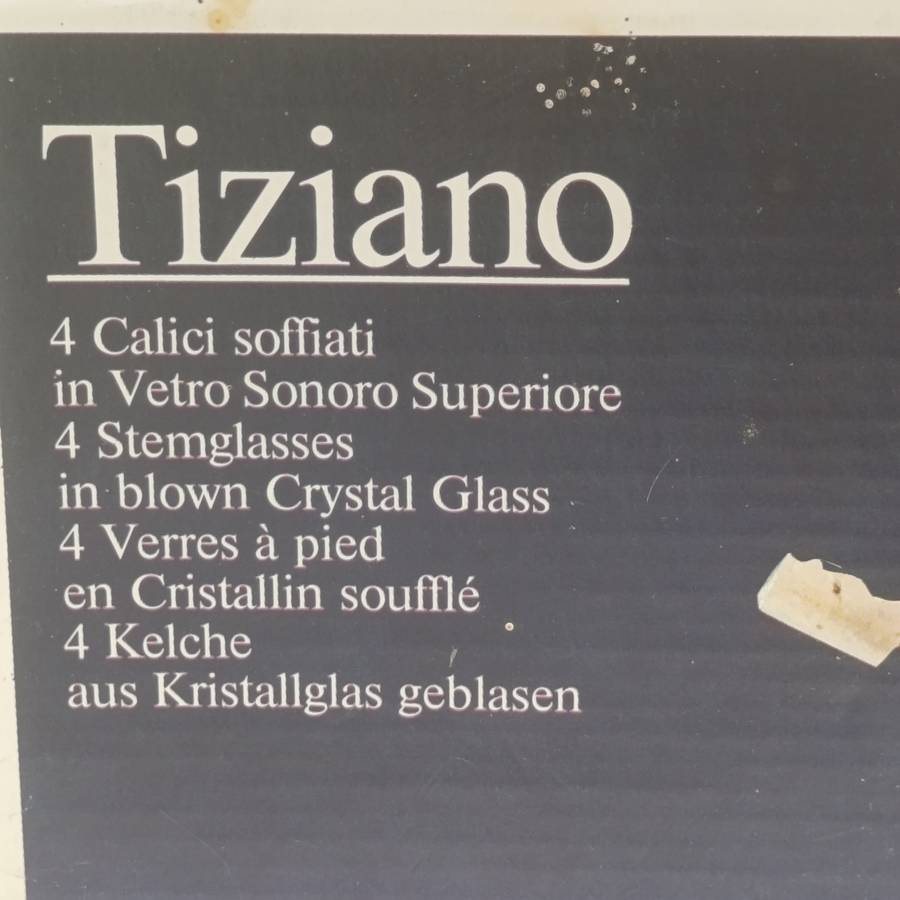 Tiziano
4 Calici soffiati
in Vetro Sonoro Superiore
4 Stemglasses
in blown Crystal Glass
4 Verres à pied
en Cristallin soufflé
4 Kelche
aus Kristallglas geblasen